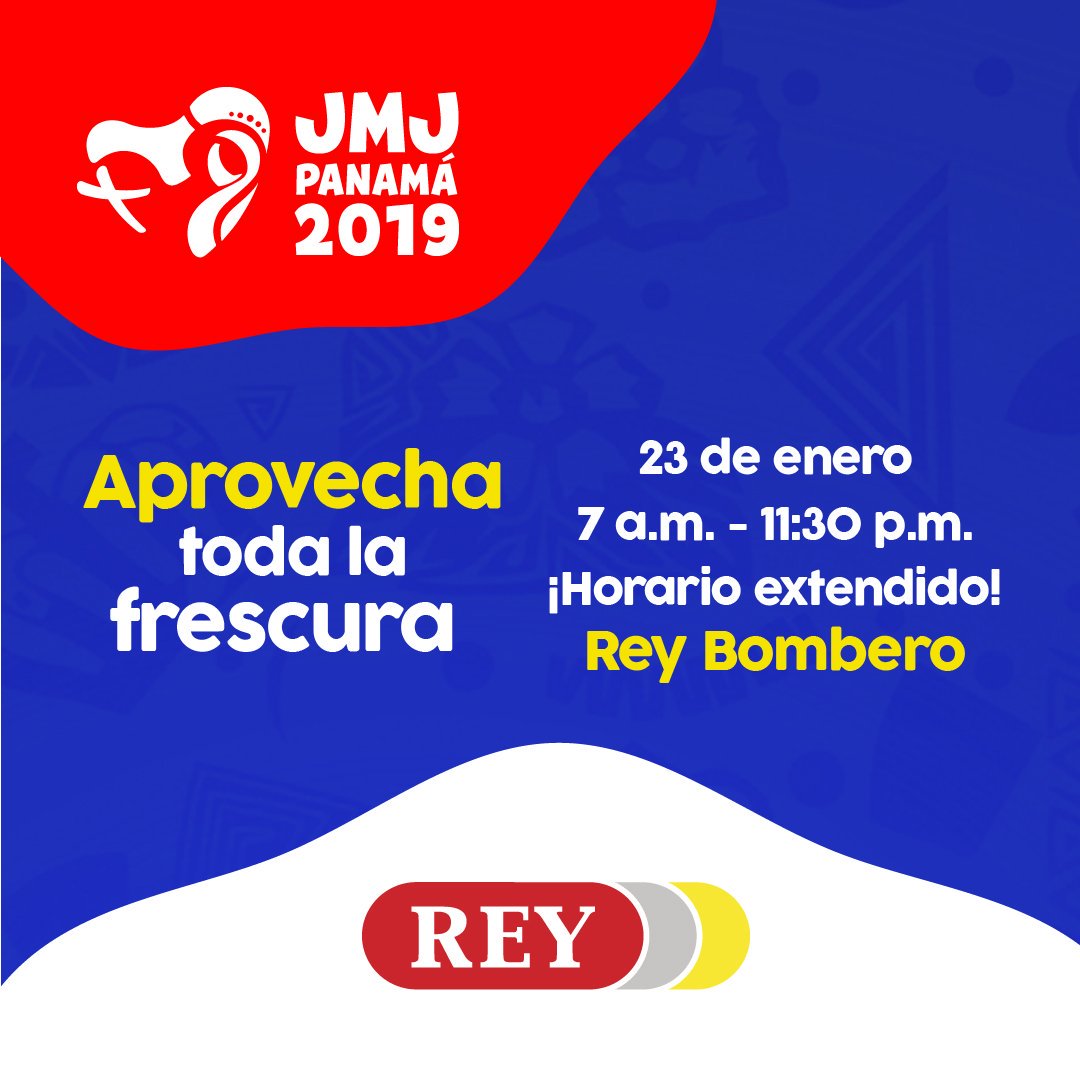 JMJ
PANAMÁ
2019
Aprovecha
toda la
frescura
23 de enero
7 a.m. - 11:30 p.m.
¡Horario extendido!
Rey Bombero
REY